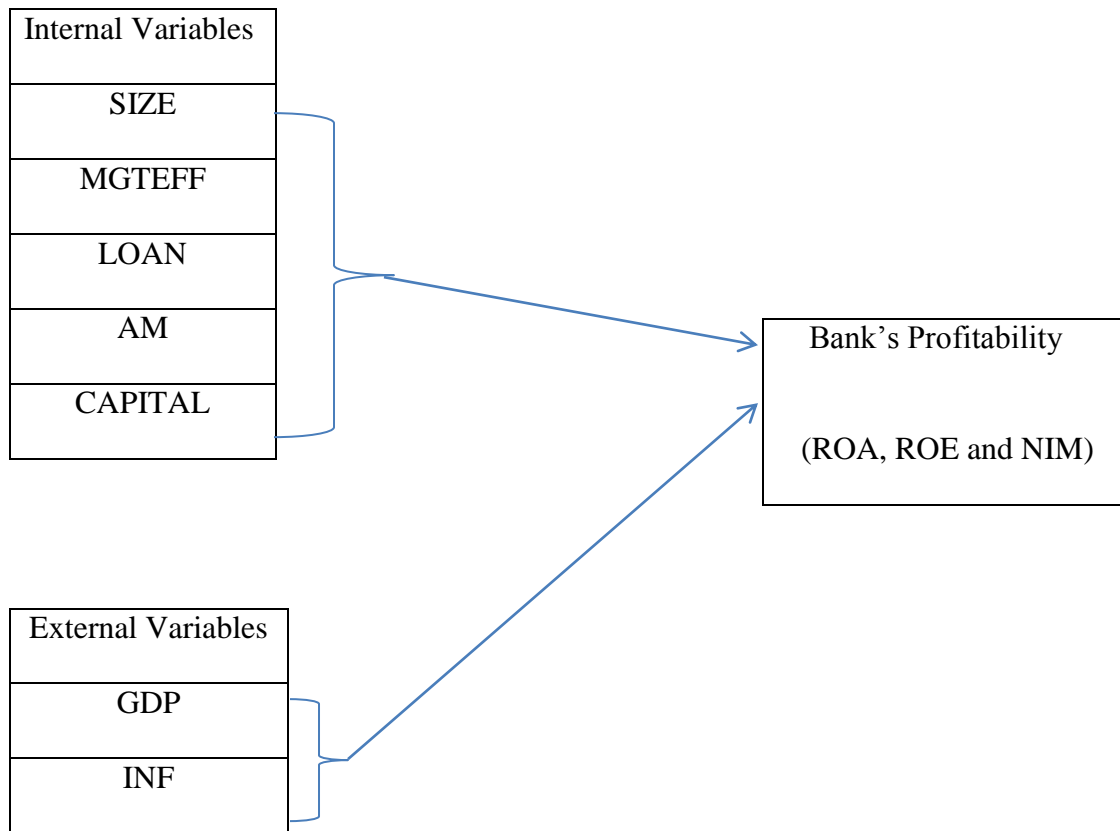 Internal Variables
SIZE
MGTEFF
LOAN
AM
CAPITAL
Bank’s Profitability
(ROA, ROE and NIM)
External Variables
GDP
INF